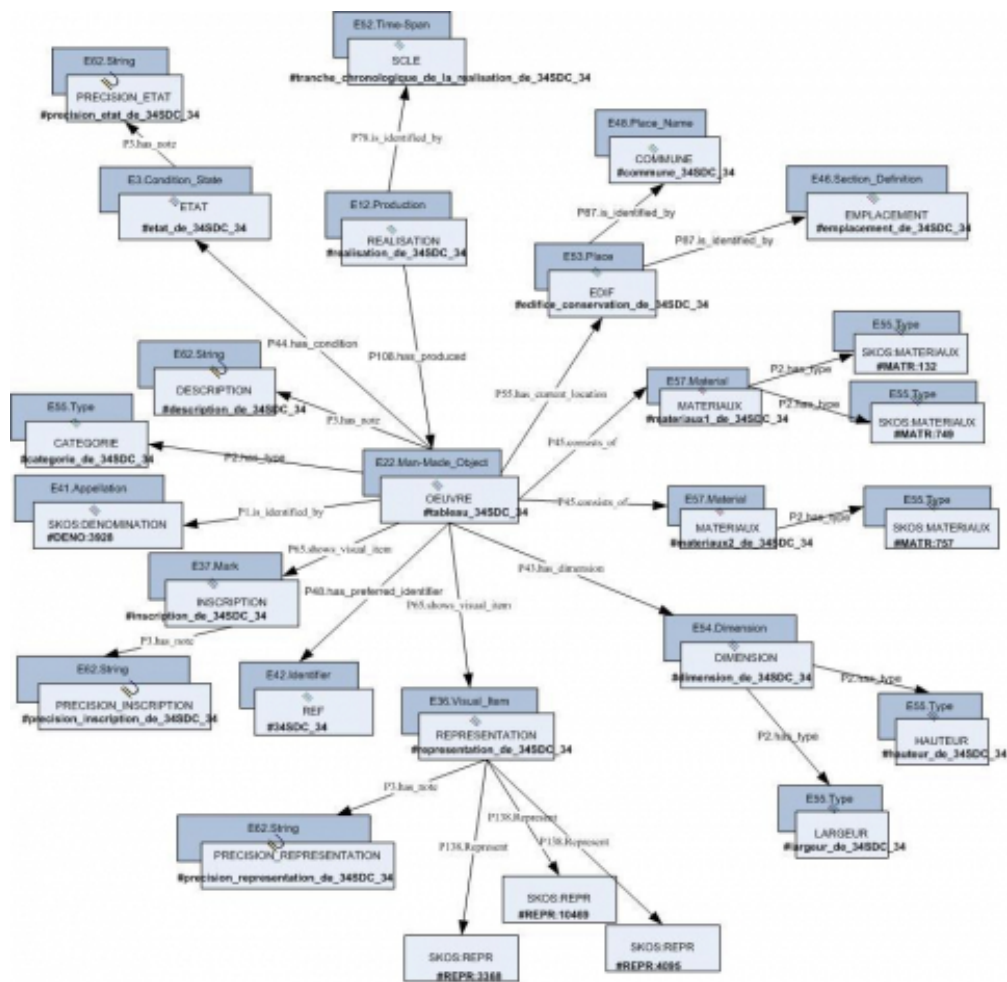 E52.Time-Span
SCLE
#tranche_chronologique_de_la_realisation_de_34SDC_34
E62.String
PRECISION_ETAT
#precision_etat_de_34SDC_34
P78.is_identified_by
P3.has_note
E48.Place_Name
COMMUNE
#commune_34SDC_34
E3.Condition_State
ETAT
#etat_de_34SDC_34
E12.Production
REALISATION
#realisation_de_34SDC_34
E46.Section_Definition
EMPLACEMENT
#emplacement_de_34SDC_34
P87.is_identified_by
P87.is_identified_by
E53.Place
EDIF
#edifice_conservation_de_34SDC_34
P44.has_condition
P108.has_produced
E62.String
DESCRIPTION
#description_de_34SDC_34
P3.has_note
P55.has_current_location
E55.Type
SKOS:MATERIAUX
#MATR:132
P2.has_type
E57.Material
MATERIAUX
#materiaux1_de_34SDC_34
P2.has_type
E55.Type
SKOS:MATERIAUX
#MATR:749
E55.Type
CATEGORIE
#categorie_de_34SDC_34
P2.has_type
P45.consists_of
E22.Man-Made_Object
OEUVRE
#tableau_34SDC_34
E41.Appellation
SKOS:DENOMINATION
#DENO:3928
P1.is_identified_by
P45.consists_of
E57.Material
MATERIAUX
#materiaux2_de_34SDC_34
P2.has_type
E55.Type
SKOS:MATERIAUX
#MATR:757
P65.shows_visual_item
E37.Mark
INSCRIPTION
#inscription_de_34SDC_34
P48.has_preferred_identifier
P65.shows_visual_item
P43.has_dimension
P3.has_note
E62.String
PRECISION_INSCRIPTION
#precision_inscription_de_34SDC_34
E42.Identifier
REF
#34SDC_34
E36.Visual_Item
REPRESENTATION
#representation_de_34SDC_34
E54.Dimension
DIMENSION
#dimension_de_34SDC_34
P2.has_type
E55.Type
HAUTEUR
#hauteur_de_34SDC_34
P2.has_type
E55.Type
LARGEUR
#largeur_de_34SDC_34
P3.has_note
P138.Represent
P138.Represent
P138.Represent
E62.String
PRECISION_REPRESENTATION
#precision_representation_de_34SDC_34
SKOS:REPR
#REPR:10469
SKOS:REPR
#REPR:3368
SKOS:REPR
#REPR:4095